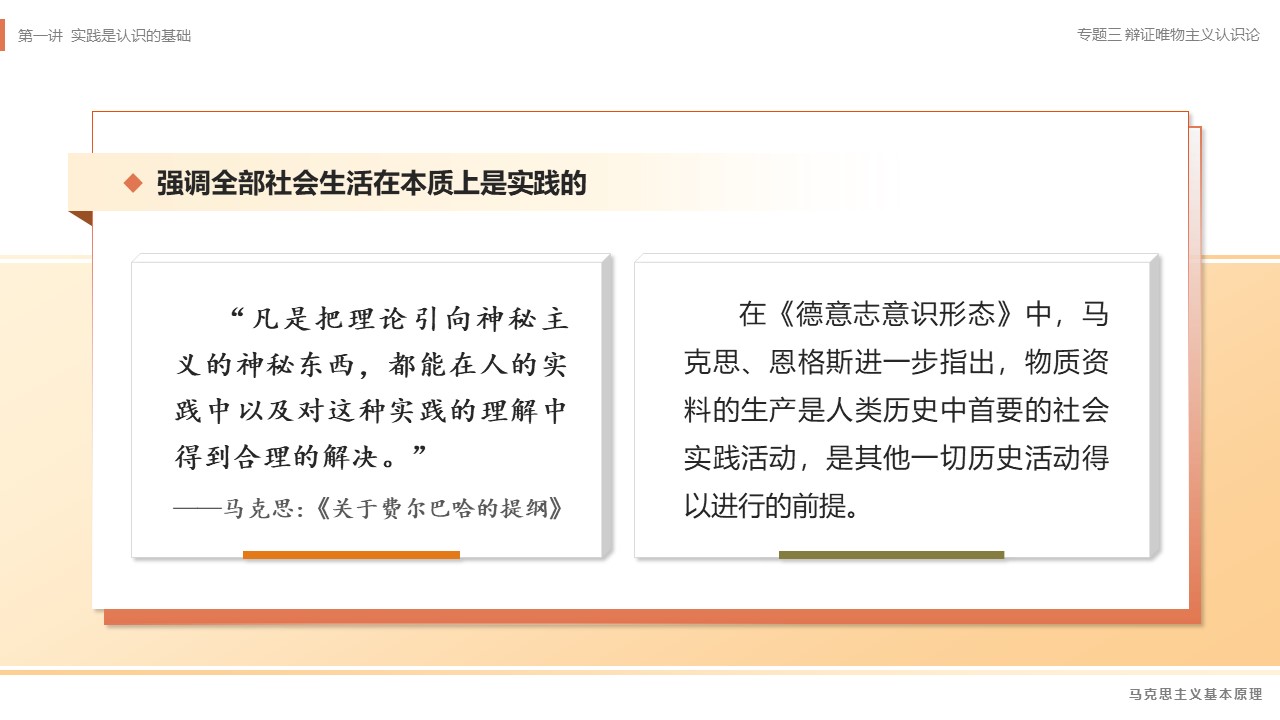 第一讲 实践是认识的基础
专题三 辩证唯物主义认识论
强调全部社会生活在本质上是实践的
“凡是把理论引向神秘主
义的神秘东西，都能在人的实
践中以及对这种实践的理解中
得到合理的解决。”
——马克思:《关于费尔巴哈的提纲》
在《德意志意识形态》中，马
克思、恩格斯进一步指出，物质资
料的生产是人类历史中首要的社会
实践活动，是其他一切历史活动得
以进行的前提。
马克思主义基本原理